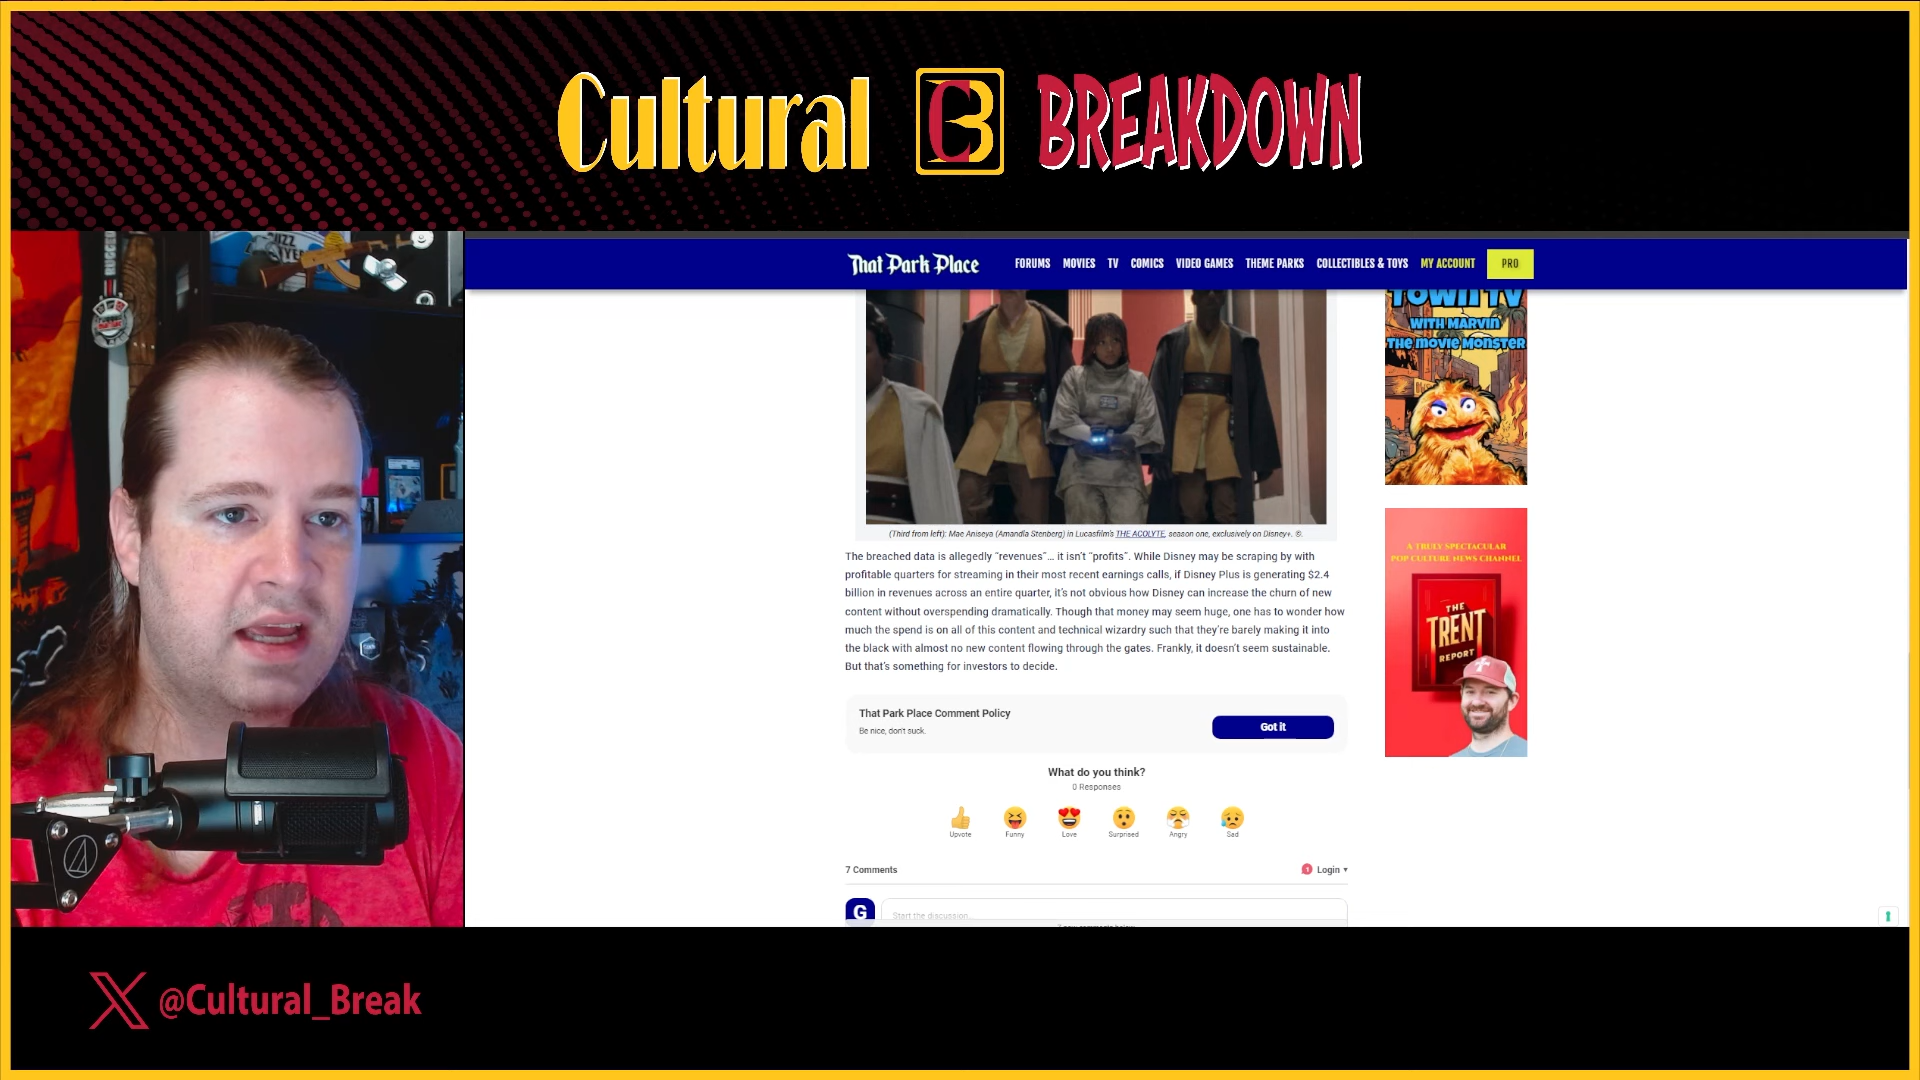 Cultural CB BREAKDOWN
That Park Place
FORUMS MOVIES TV COMICS VIDEO GAMES THEME PARKS COLLECTIBLES & TOYS MY ACCOUNT PRO
TOWN TV
WITH MARVIN
THE MOVIE MONSTER
(Third from left): Mae Aniseya (Amandla Stenberg) in Lucasfilm's THE ACOLYTE, season one, exclusively on Disney+. ©.
The breached data is allegedly “revenues”… it isn’t “profits”. While Disney may be scraping by with
profitable quarters for streaming in their most recent earnings calls, if Disney Plus is generating $2.4
billion in revenues across an entire quarter, it’s not obvious how Disney can increase the churn of new
content without overspending dramatically. Though that money may seem huge, one has to wonder how
much the spend is on all of this content and technical wizardry such that they’re barely making it into
the black with almost no new content flowing through the gates. Frankly, it doesn’t seem sustainable.
But that’s something for investors to decide.
A TRULY SPECTACULAR
POP CULTURE NEWS CHANNEL
THE
TRENT
REPORT
That Park Place Comment Policy
Be nice, don't suck.
Got it
What do you think?
0 Responses
Upvote Funny Love Surprised Angry Sad
7 Comments
1 Login
G Start the discussion...
@Cultural_Break